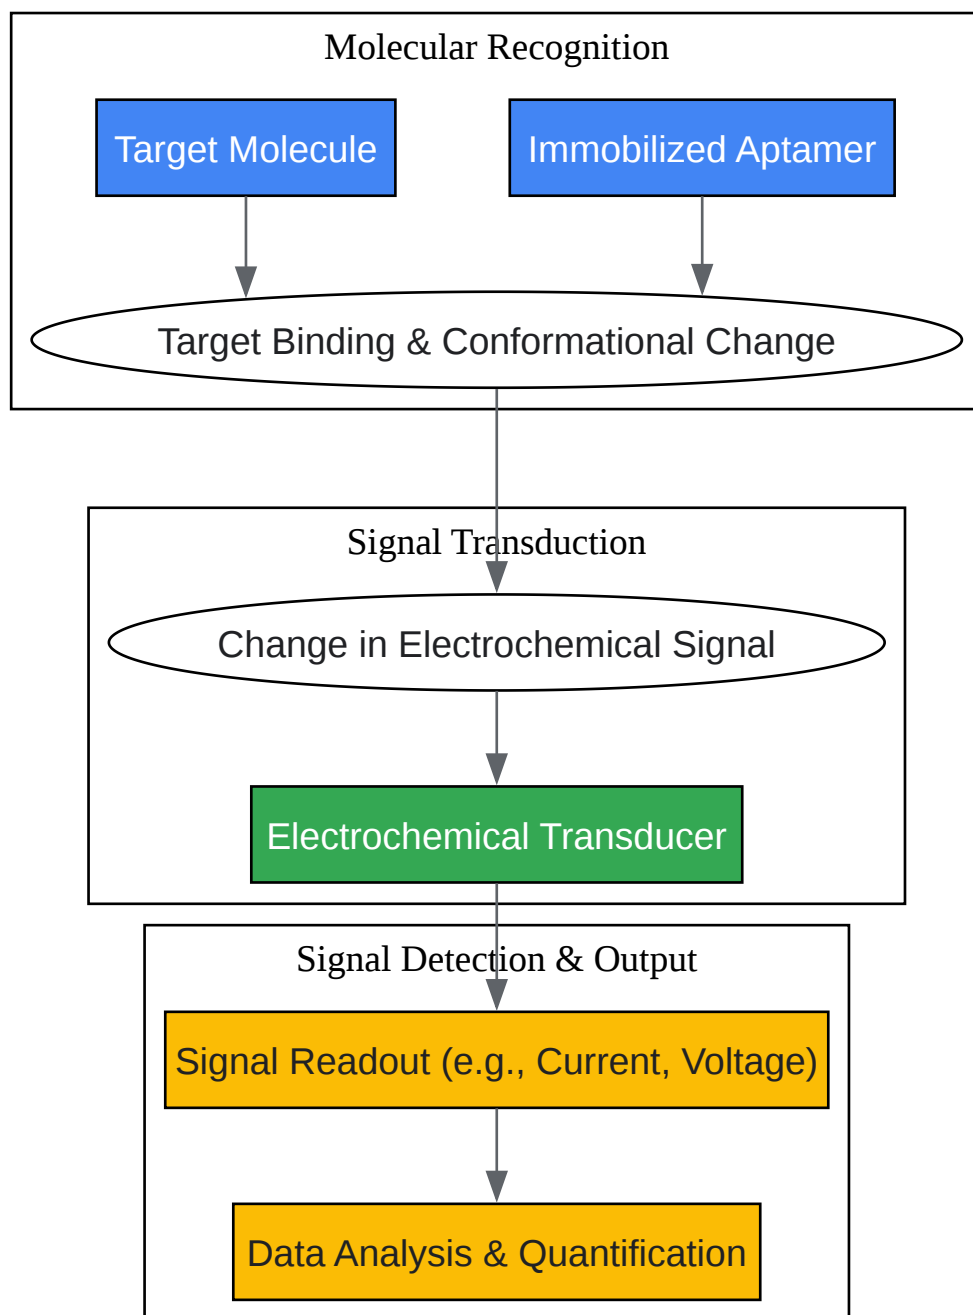 Molecular Recognition
Target Molecule
Immobilized Aptamer
Target Binding & Conformational Change
Signal Transduction
Change in Electrochemical Signal
Electrochemical Transducer
Signal Detection & Output
Signal Readout (e.g., Current, Voltage)
Data Analysis & Quantification